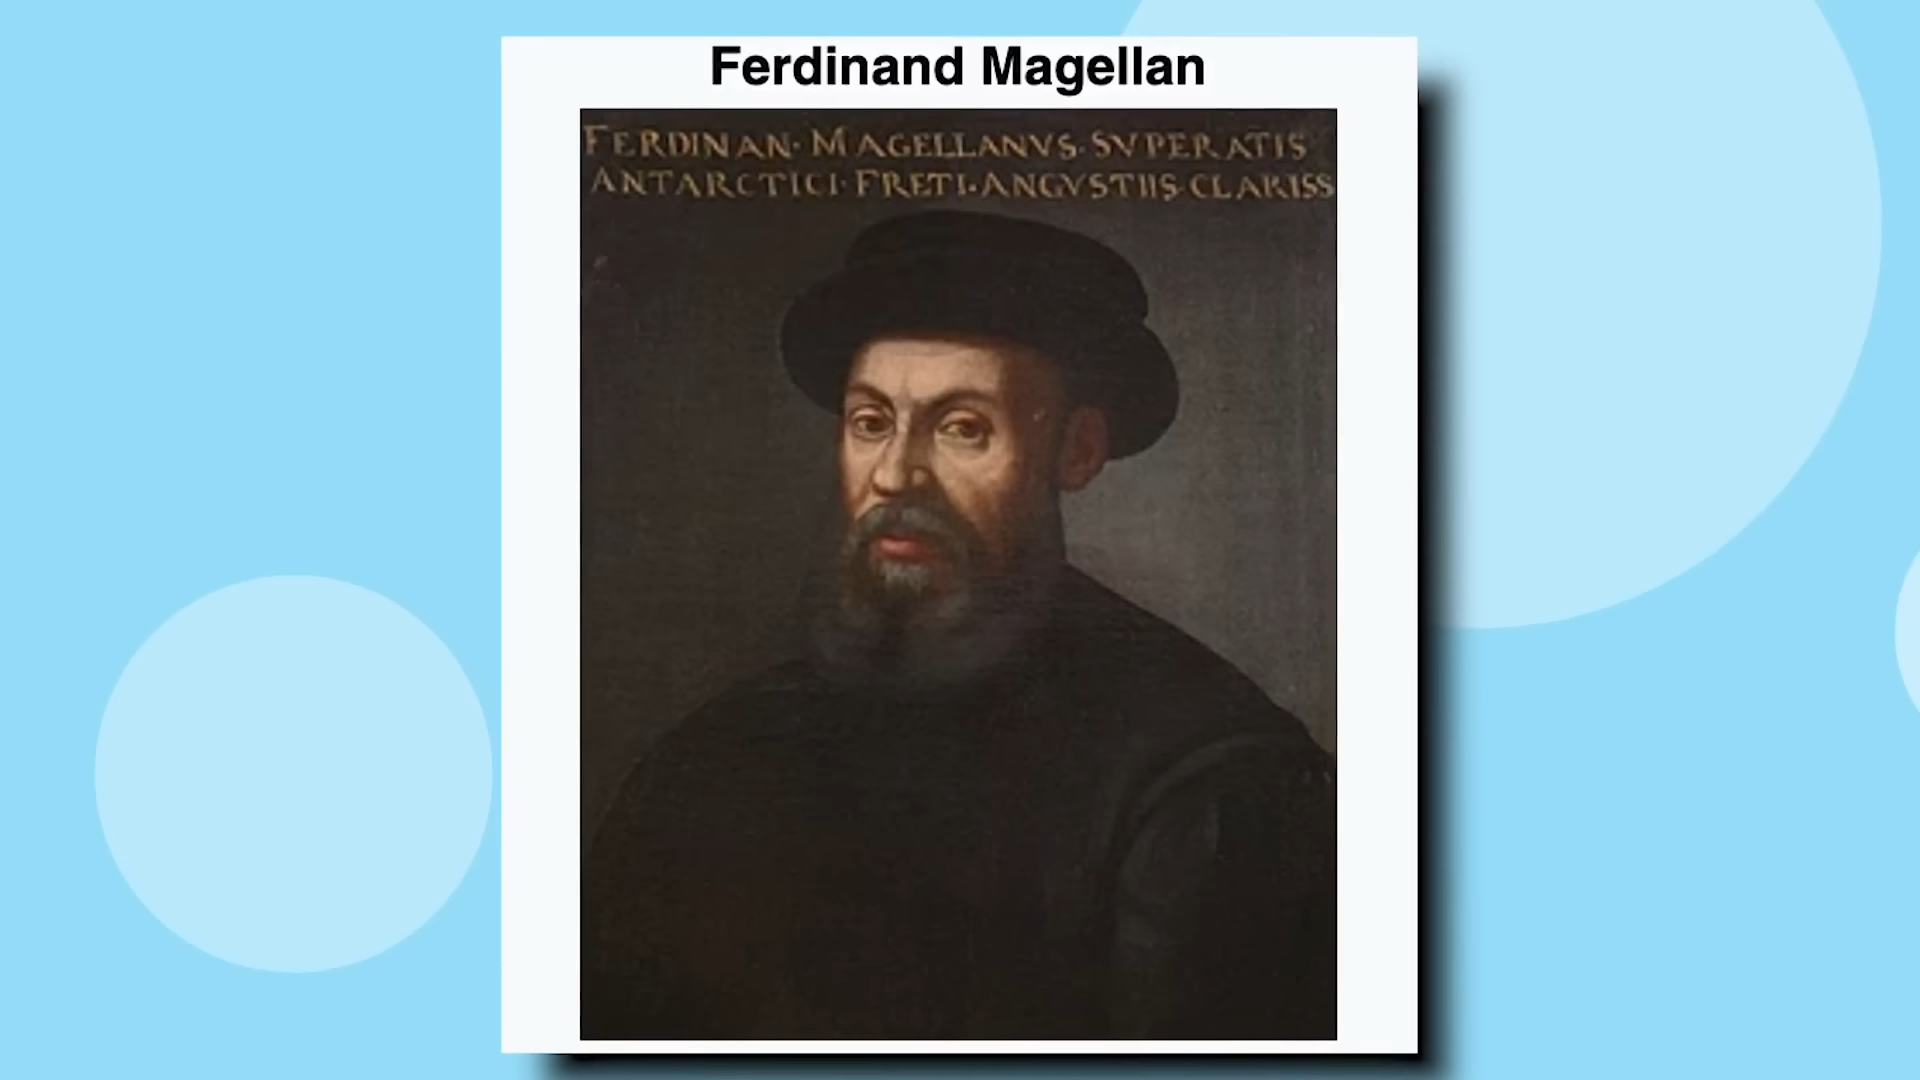 Ferdinand Magellan
FERDINAN· MAGELLANVS· SVPERATIS
ANTARCTICI· FRETI· ANGVSTIIS· CLARISS